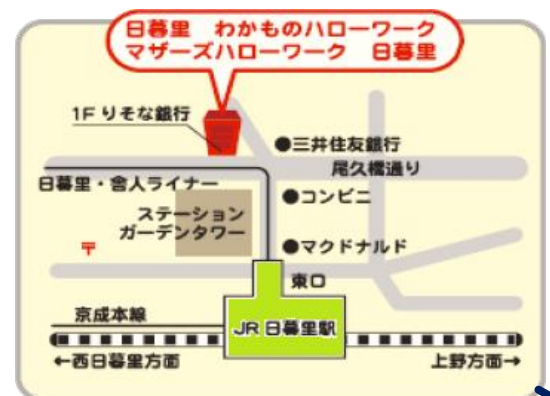 日暮里 わかものハローワーク
マザーズハローワーク 日暮里
1F りそな銀行
●三井住友銀行
尾久橋通り
日暮里・舎人ライナー
●コンビニ
ステーション
ガーデンタワー
〒
●マクドナルド
東口
京成本線
JR 日暮里駅
←西日暮里方面
上野方面→